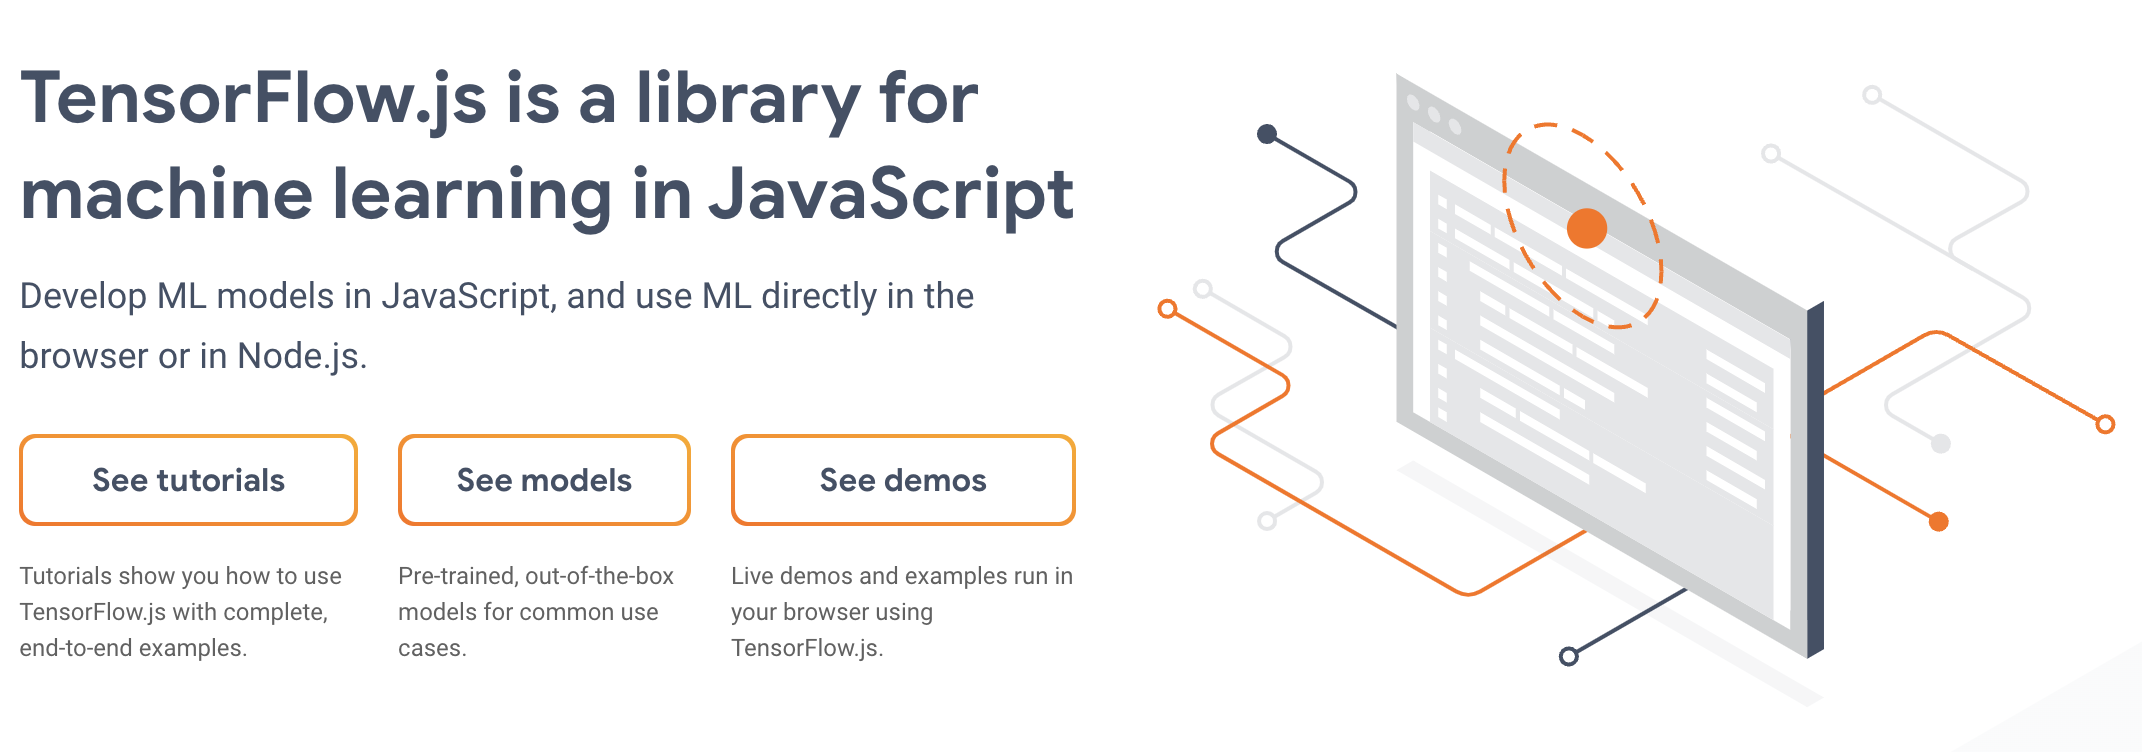 TensorFlow.js is a library for
machine learning in JavaScript
Develop ML models in JavaScript, and use ML directly in the
browser or in Node.js.
See tutorials
Tutorials show you how to use
TensorFlow.js with complete,
end-to-end examples.
See models
Pre-trained, out-of-the-box
models for common use
cases.
See demos
Live demos and examples run in
your browser using
TensorFlow.js.